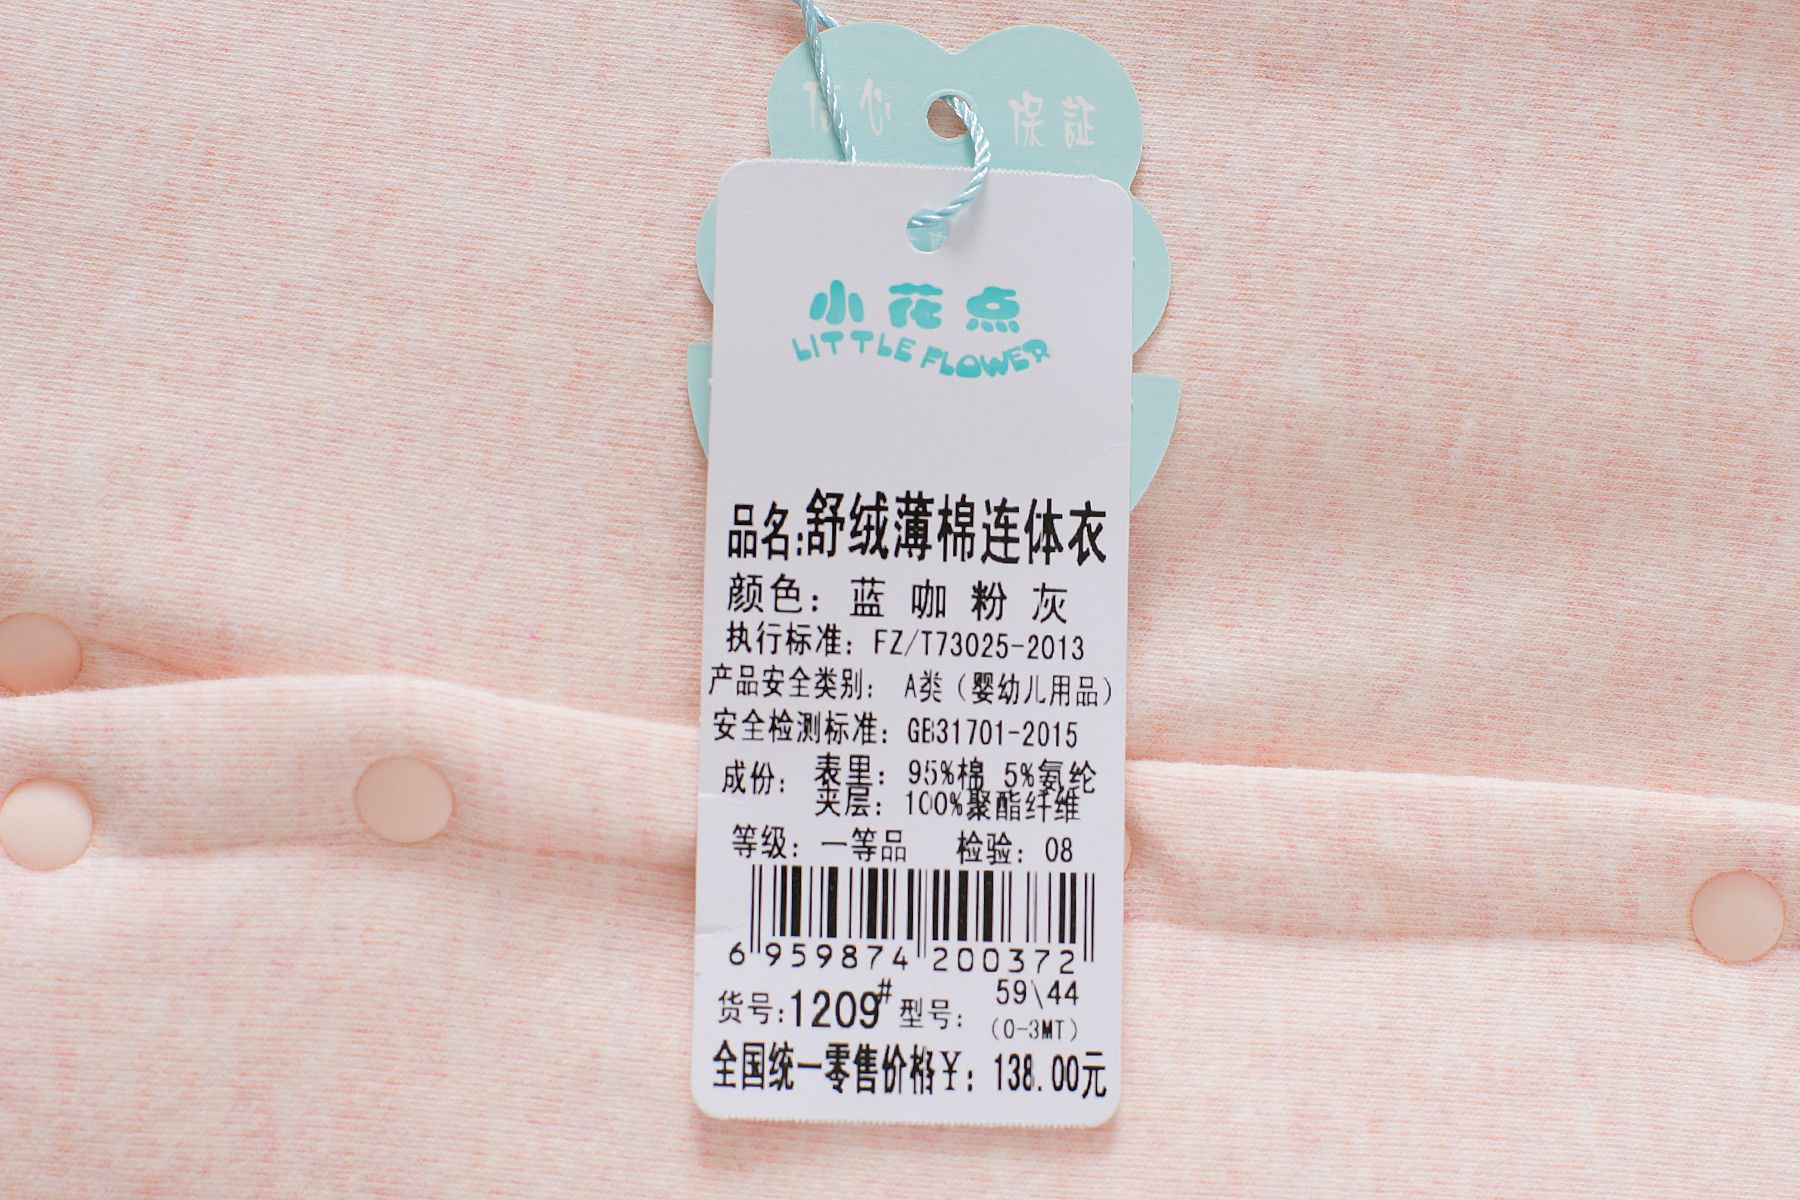 保証
小花点
LITTLE FLOWER
品名:舒绒薄棉连体衣
颜色: 蓝 咖 粉 灰
执行标准: FZ/T73025-2013
产品安全类别: A类（婴幼儿用品）
安全检测标准: GB31701-2015
成份: 表里: 95%棉 5%氨纶
夹层: 100%聚酯纤维
等级: 一等品 检验: 08
6 959874 200372
货号:1209# 型号: 59\44
(0-3MT)
全国统一零售价格¥: 138.00元